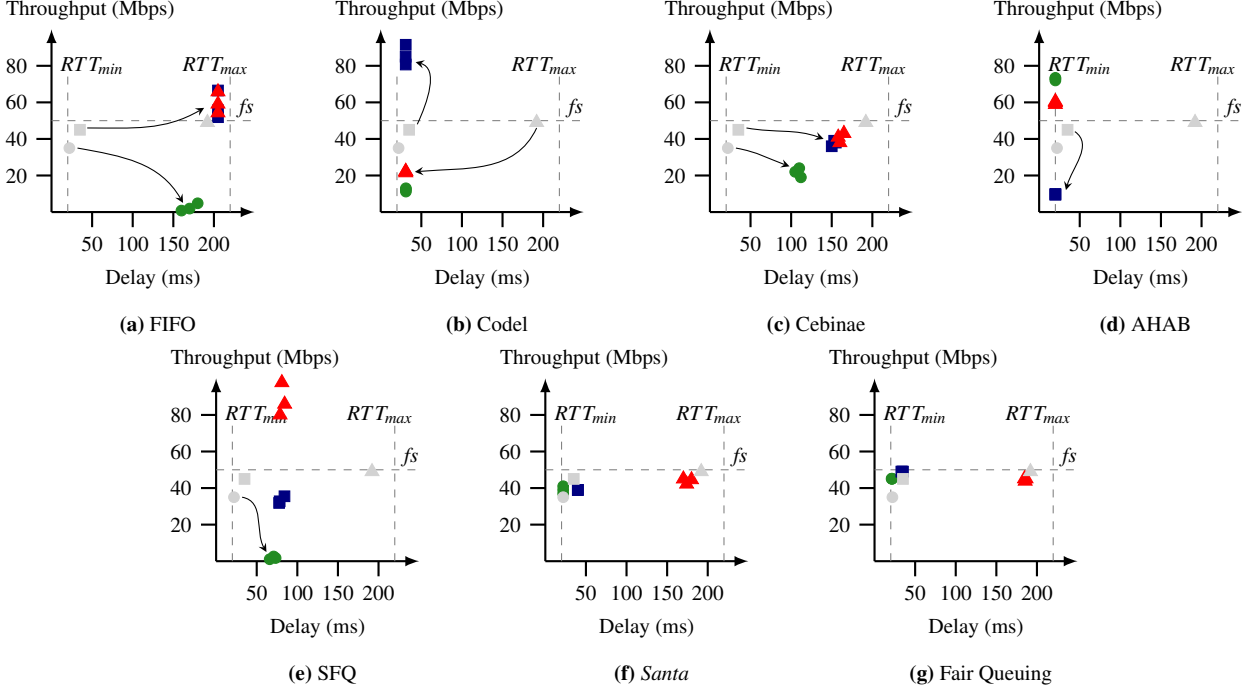 Throughput (Mbps) Throughput (Mbps) Throughput (Mbps) Throughput (Mbps)
80 RTTmin RTTmax 80 RTTmax 80 RTTmin RTTmax 80 RTTmin RTTmax
60 fs 60 fs 60 fs 60 fs
40 40 40 40
20 20 20 20
50 100 150 200 50 100 150 200 50 100 150 200 50 100 150 200
Delay (ms) Delay (ms) Delay (ms) Delay (ms)
(a) FIFO (b) Codel (c) Cebinae (d) AHAB
Throughput (Mbps) Throughput (Mbps) Throughput (Mbps)
80 RTTmin RTTmax 80 RTTmin RTTmax 80 RTTmin RTTmax
60 fs 60 fs 60 fs
40 40 40
20 20 20
50 100 150 200 50 100 150 200 50 100 150 200
Delay (ms) Delay (ms) Delay (ms)
(e) SFQ (f) Santa (g) Fair Queuing